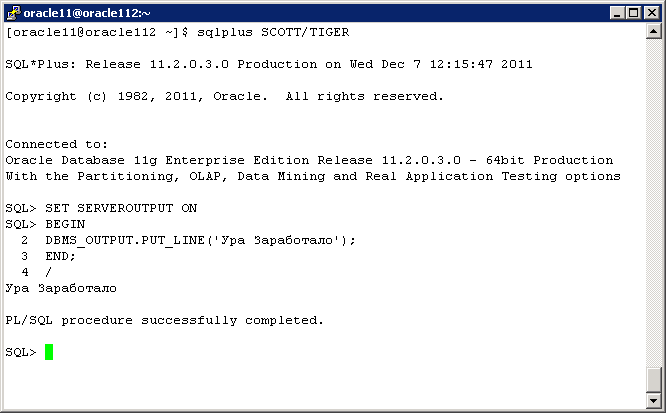 oracle11@oracle112:~
[oracle11@oracle112 ~]$ sqlplus SCOTT/TIGER
SQL*Plus: Release 11.2.0.3.0 Production on Wed Dec 7 12:15:47 2011
Copyright (c) 1982, 2011, Oracle.  All rights reserved.
Connected to:
Oracle Database 11g Enterprise Edition Release 11.2.0.3.0 - 64bit Production
With the Partitioning, OLAP, Data Mining and Real Application Testing options
SQL> SET SERVEROUTPUT ON
SQL> BEGIN
  2  DBMS_OUTPUT.PUT_LINE('Ура Заработало');
  3  END;
  4  /
Ура Заработало
PL/SQL procedure successfully completed.
SQL>